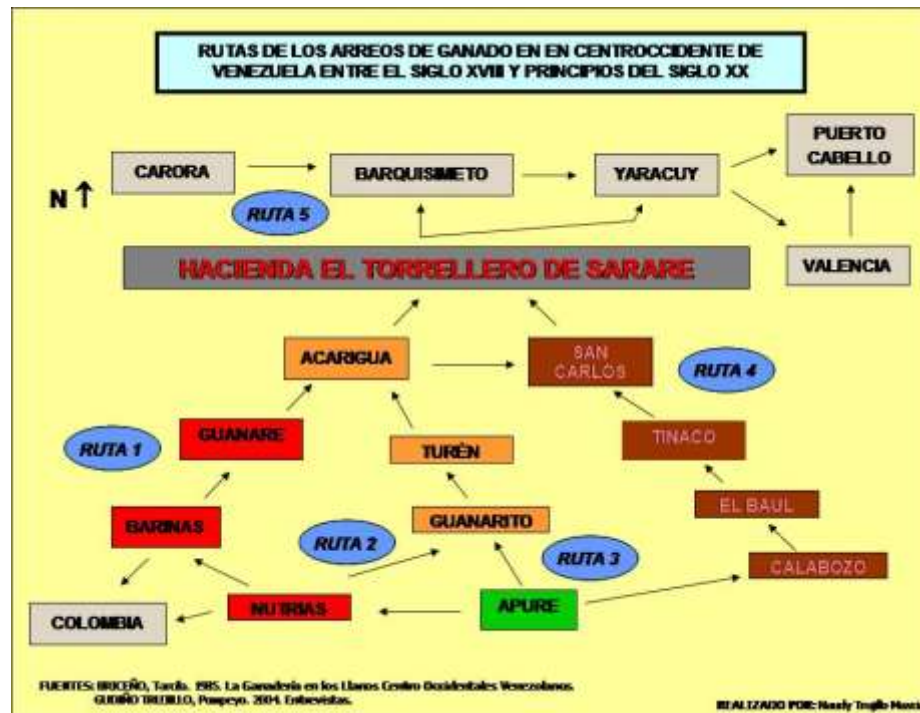 RUTAS DE LOS ARREOS DE GANADO EN EN CENTROCCIDENTE DE
VENEZUELA ENTRE EL SIGLO XVIII Y PRINCIPIOS DEL SIGLO XX
PUERTO
CABELLO
CARORA
BARQUISIMETO
YARACUY
N
RUTA 5
HACIENDA EL TORRELLERO DE SARARE
VALENCIA
ACARIGUA
SAN
CARLOS
RUTA 4
GUANARE
TINACO
RUTA 1
TURÉN
EL BAUL
BARINAS
GUANARITO
RUTA 2
RUTA 3
CALABOZO
NUTRIAS
APURE
COLOMBIA
FUENTES: BRICEÑO, Tarcila. 1985. La Ganadería en los Llanos Centro Occidentales Venezolanos.
GUDIÑO TRUJILLO, Pompeyo. 2004. Entrevistas.
REALIZADO POR: Trujillo